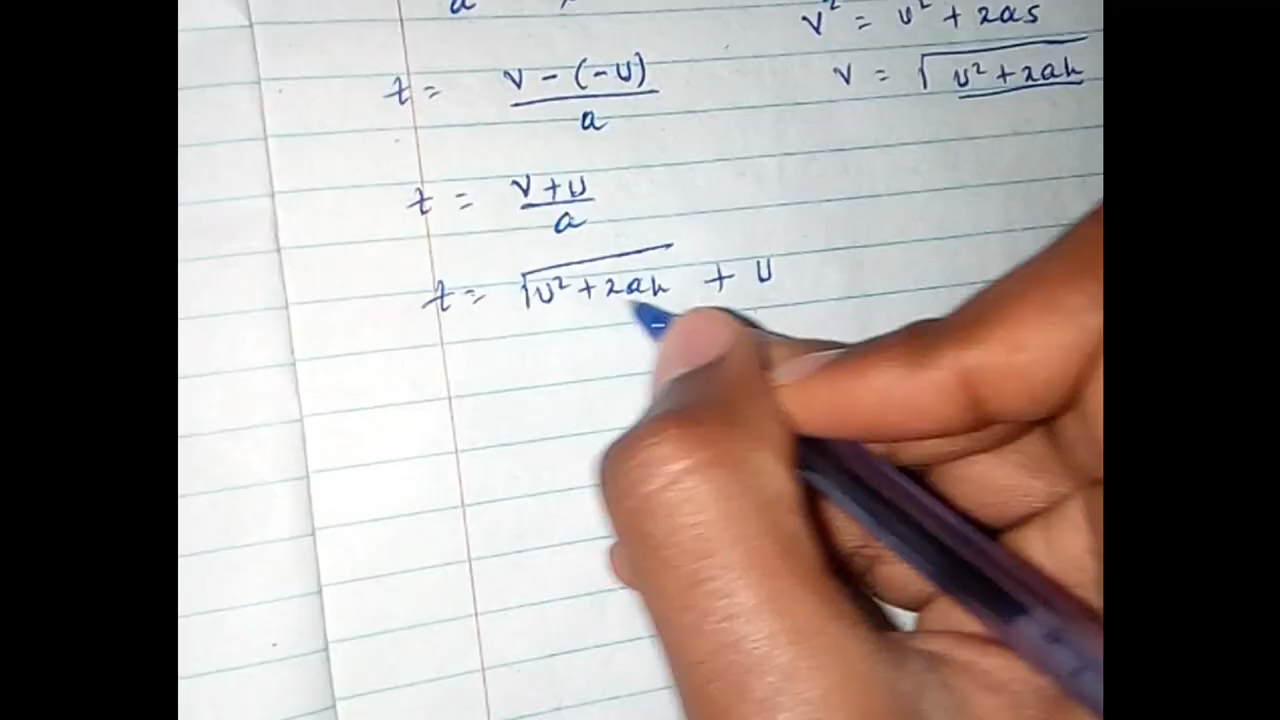 a
v² = u² + 2as
t = v - (-u) / a
v = √u² + 2ah
t = v + u / a
t = √u² + 2ah + u